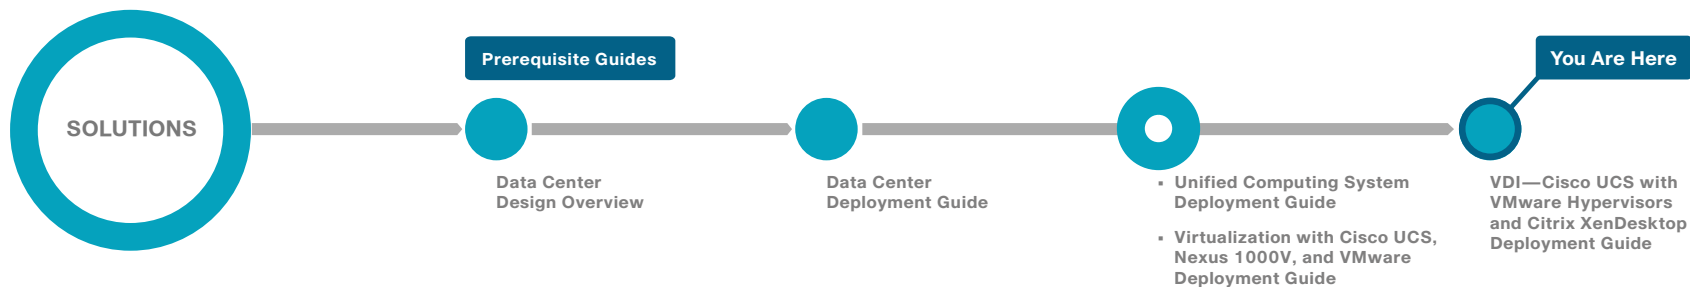 Prerequisite Guides
You Are Here
SOLUTIONS
Data Center
Design Overview
Data Center
Deployment Guide
▪ Unified Computing System
Deployment Guide
▪ Virtualization with Cisco UCS,
Nexus 1000V, and VMware
Deployment Guide
VDI—Cisco UCS with
VMware Hypervisors
and Citrix XenDesktop
Deployment Guide